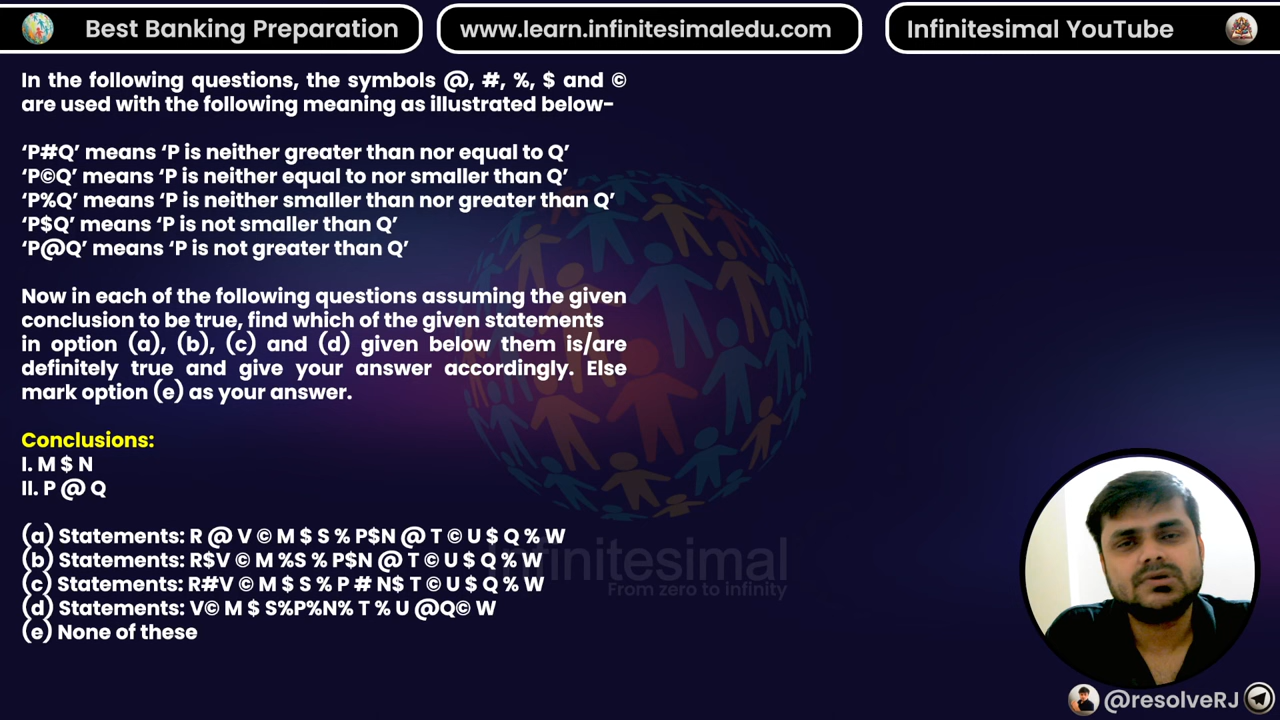 Best Banking Preparation
www.learn.infinitesimaledu.com
Infinitesimal YouTube
In the following questions, the symbols @, #, %, $ and ©
are used with the following meaning as illustrated below-
‘P#Q’ means ‘P is neither greater than nor equal to Q’
‘P©Q’ means ‘P is neither equal to nor smaller than Q’
‘P%Q’ means ‘P is neither smaller than nor greater than Q’
‘P$Q’ means ‘P is not smaller than Q’
‘P@Q’ means ‘P is not greater than Q’
Now in each of the following questions assuming the given
conclusion to be true, find which of the given statements
in option (a), (b), (c) and (d) given below them is/are
definitely true and give your answer accordingly. Else
mark option (e) as your answer.
Conclusions:
I. M $ N
II. P @ Q
(a) Statements: R @ V © M $ S % P$N @ T © U $ Q % W
(b) Statements: R$V © M %S % P$N @ T © U $ Q % W
(c) Statements: R#V © M $ S % P # N$ T © U $ Q % W
(d) Statements: V© M $ S%P%N% T % U @Q© W
(e) None of these
Infinitesimal
From zero to infinity
@resolveRJ